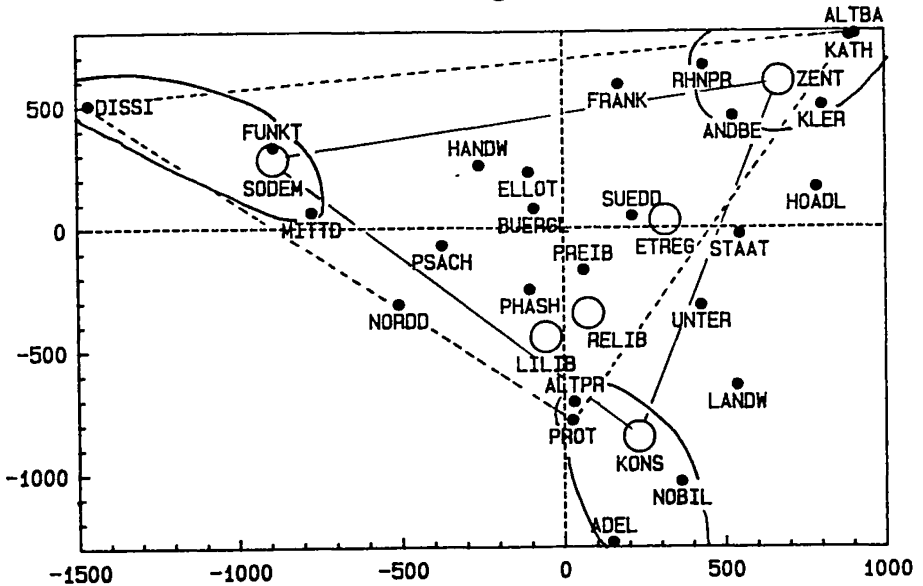 ALTBA
KATH
RHNPR
ZENT
500
DISSI
FRANK
ANDBE
KLER
FUNKT
HANDW
SODEM
ELLOT
HOADL
SUEDD
MITTD
BUERGL
0
ETREG
STAAT
PSACH
PREIB
NORDD
PHASH
RELIB
UNTER
-500
LILIB
ALTPR
LANDW
PROT
KONS
-1000
NOBIL
ADEL
-1500
-1000
-500
0
500
1000